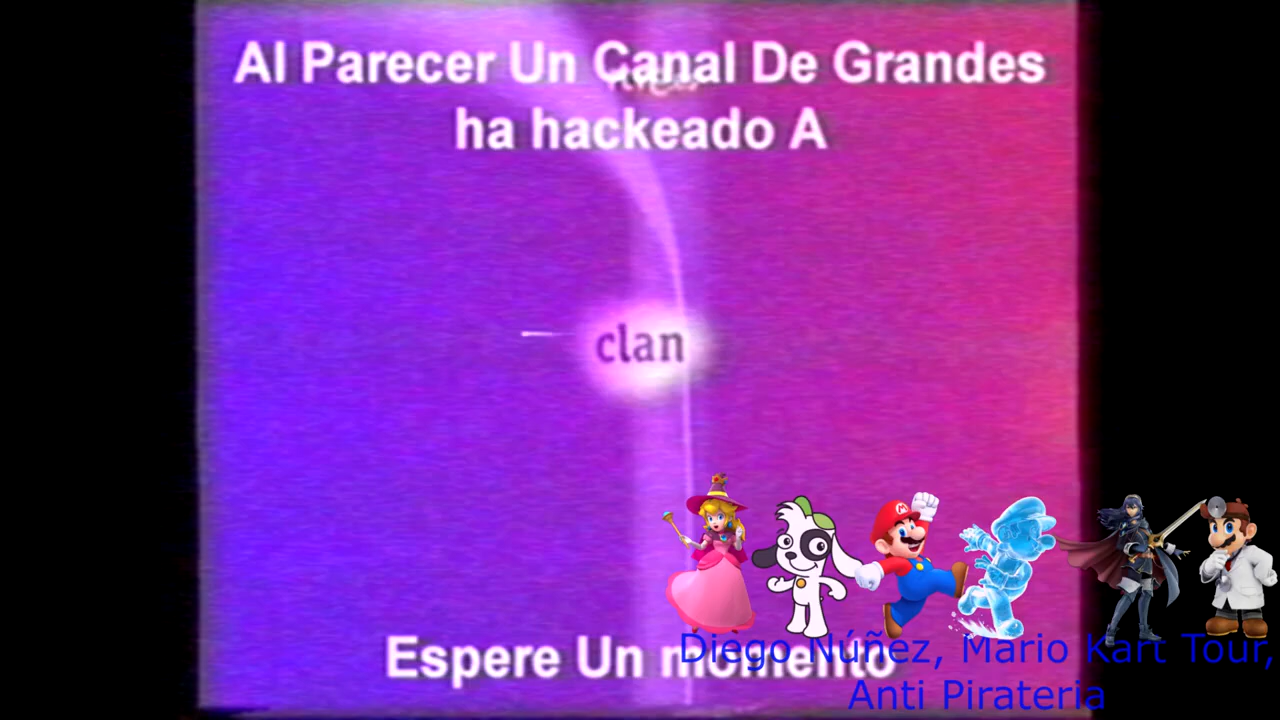 Al Parecer Un Canal De Grandes
ha hackeado A
clan
Espere Un momento
Diego Núñez, Mario Kart Tour,
Anti Pirateria